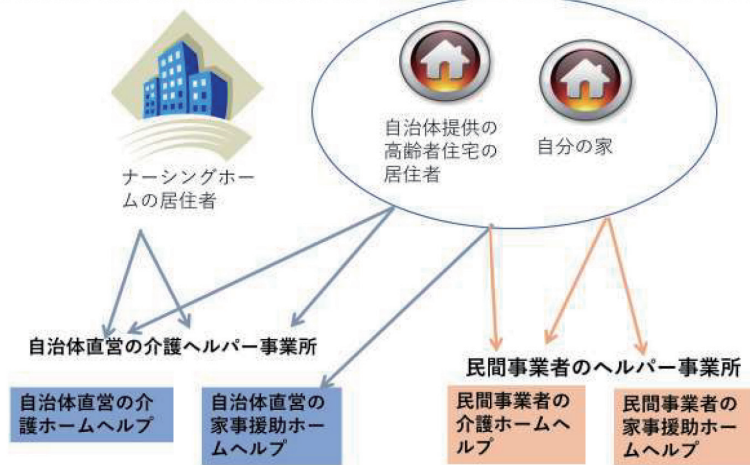 ナーシングホー
ムの居住者
自治体提供の
高齢者住宅の
居住者
自分の家
自治体直営の介護ヘルパー事業所
民間事業者のヘルパー事業所
自治体直営の介
護ホームヘルプ
自治体直営の
家事援助ホー
ムヘルプ
民間事業者の
介護ホームヘ
ルプ
民間事業者の
家事援助ホー
ムヘルプ